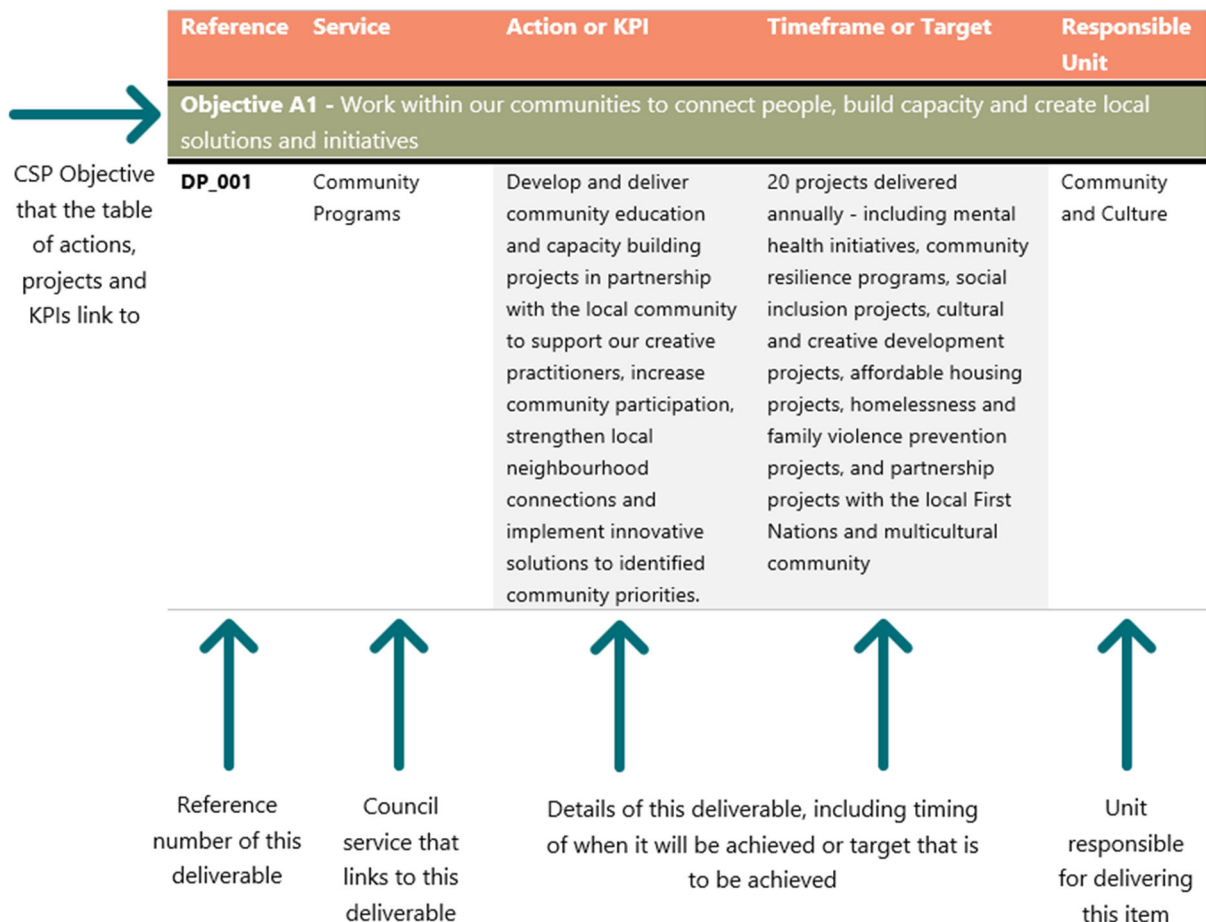 Reference Service Action or KPI Timeframe or Target Responsible
Unit
Objective A1 - Work within our communities to connect people, build capacity and create local
solutions and initiatives
CSP Objective
that the table
of actions,
projects and
KPIs link to
DP_001
Community
Programs
Develop and deliver
community education
and capacity building
projects in partnership
with the local community
to support our creative
practitioners, increase
community participation,
strengthen local
neighbourhood
connections and
implement innovative
solutions to identified
community priorities.
20 projects delivered
annually - including mental
health initiatives, community
resilience programs, social
inclusion projects, cultural
and creative development
projects, affordable housing
projects, homelessness and
family violence prevention
projects, and partnership
projects with the local First
Nations and multicultural
community
Community
and Culture
Reference
number of this
deliverable
Council
service that
links to this
deliverable
Details of this deliverable, including timing
of when it will be achieved or target that is
to be achieved
Unit
responsible
for delivering
this item